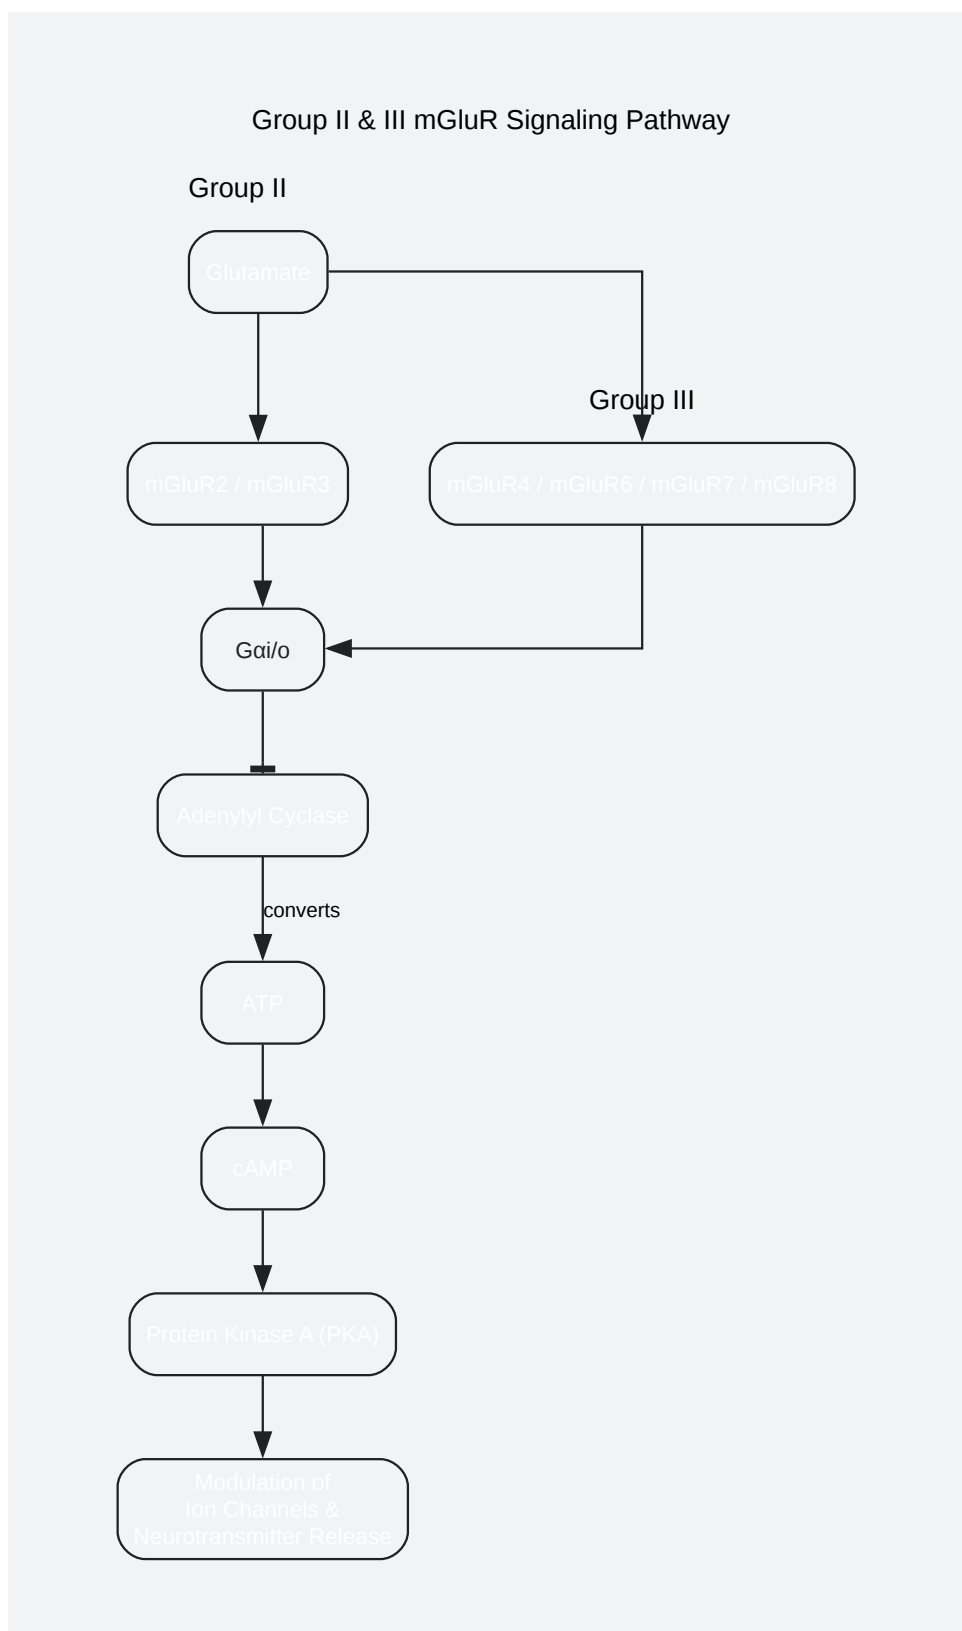 Group II & III mGluR Signaling Pathway
Group II
Glutamate
Group III
mGluR2 / mGluR3
mGluR4 / mGluR6 / mGluR7 / mGluR8
Gαi/o
Adenylyl Cyclase
converts
ATP
cAMP
Protein Kinase A (PKA)
Modulation of
Ion Channels &
Neurotransmitter Release